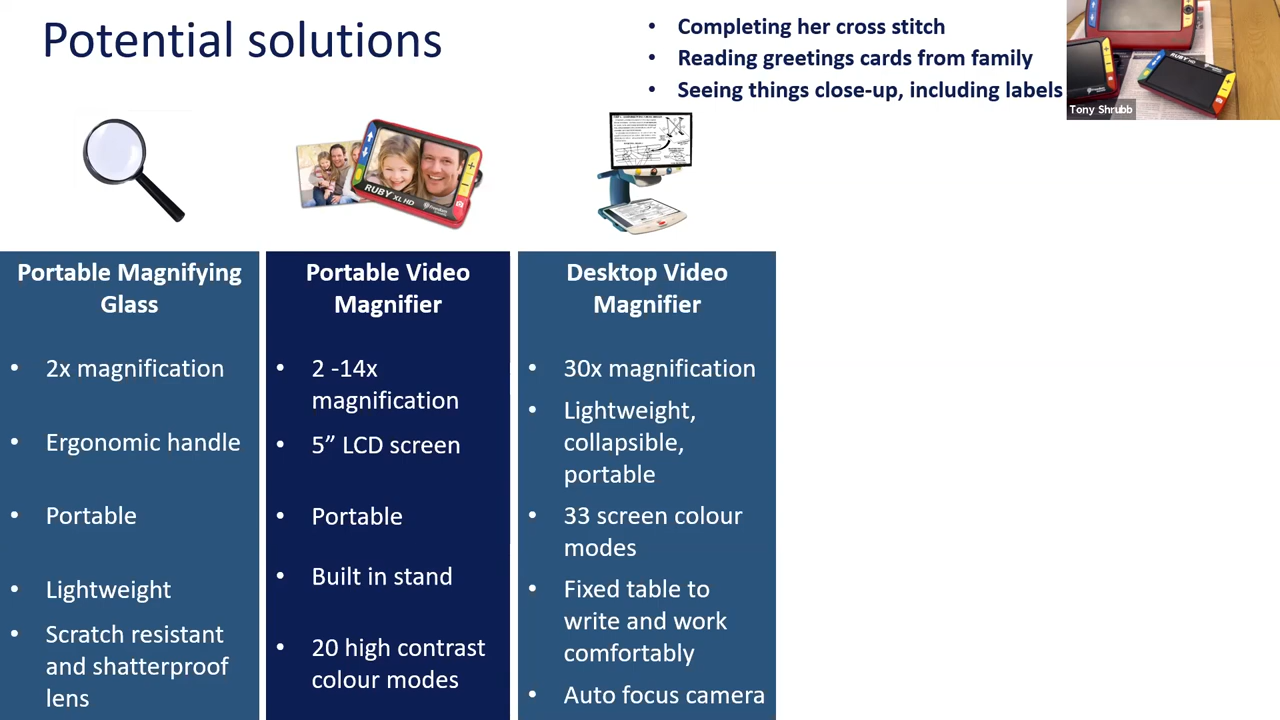 Potential solutions
• Completing her cross stitch
• Reading greetings cards from family
• Seeing things close-up, including labels
RUBY HD
Tony Shrubb
RUBY XL HD
Portable Magnifying
Glass
• 2x magnification
• Ergonomic handle
• Portable
• Lightweight
• Scratch resistant
and shatterproof
lens
Portable Video
Magnifier
• 2 -14x
magnification
• 5” LCD screen
• Portable
• Built in stand
• 20 high contrast
colour modes
Desktop Video
Magnifier
• 30x magnification
• Lightweight,
collapsible,
portable
• 33 screen colour
modes
• Fixed table to
write and work
comfortably
• Auto focus camera